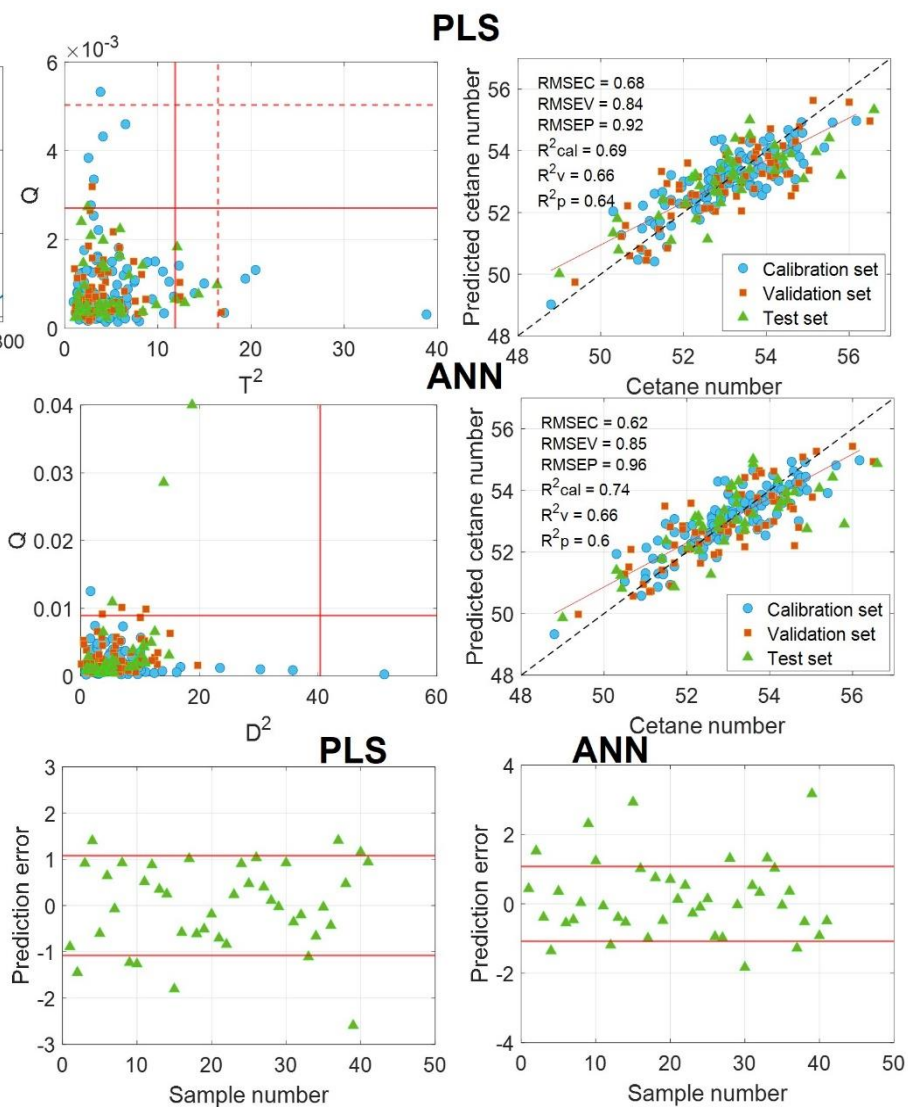 PLS
×10⁻³
6
4
2
0
Q
0 10 20 30 40
T²
800
RMSEC = 0.68
RMSEV = 0.84
RMSEP = 0.92
R²cal = 0.69
R²v = 0.66
R²p = 0.64
Predicted cetane number
56
54
52
50
48
Calibration set
Validation set
Test set
48 50 52 54 56
Cetane number
ANN
0.04
0.03
0.02
0.01
0
Q
0 20 40 60
D²
RMSEC = 0.62
RMSEV = 0.85
RMSEP = 0.96
R²cal = 0.74
R²v = 0.66
R²p = 0.6
Predicted cetane number
56
54
52
50
48
Calibration set
Validation set
Test set
48 50 52 54 56
Cetane number
PLS
3
2
1
0
-1
-2
-3
Prediction error
0 10 20 30 40 50
Sample number
ANN
4
2
0
-2
-4
Prediction error
0 10 20 30 40 50
Sample number